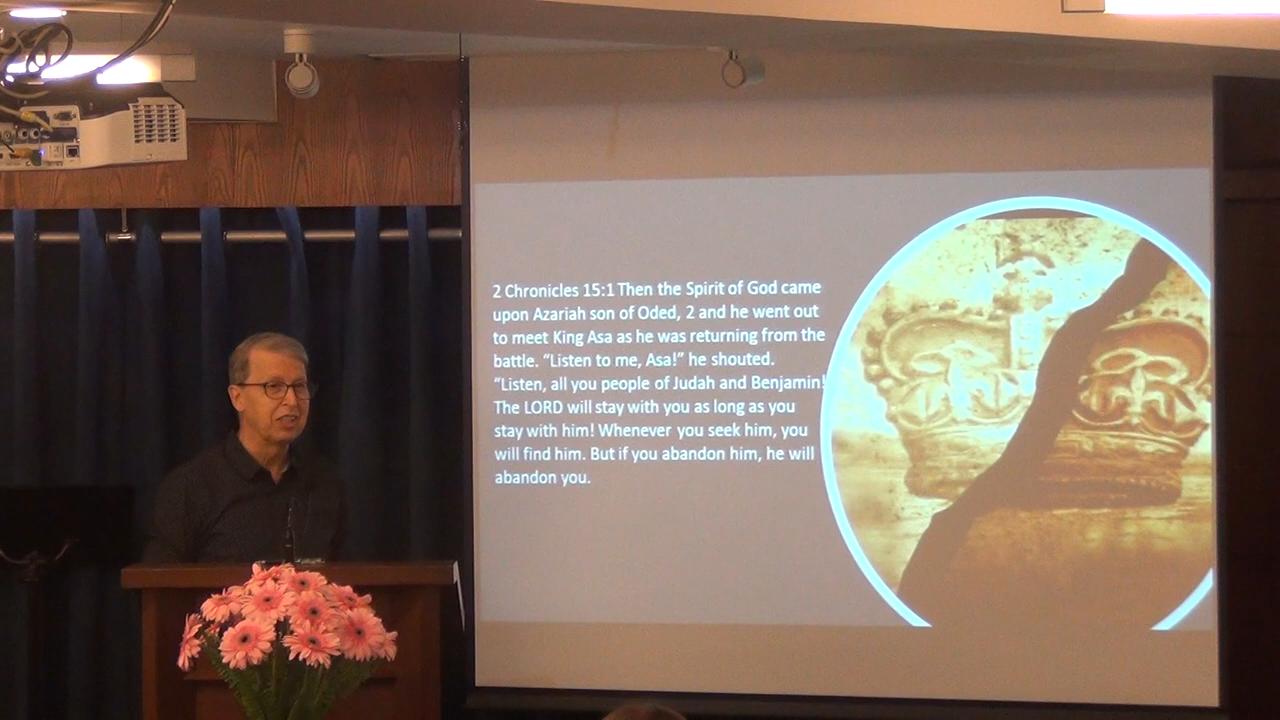 2 Chronicles 15:1 Then the Spirit of God came
upon Azariah son of Oded, 2 and he went out
to meet King Asa as he was returning from the
battle. “Listen to me, Asa!” he shouted.
“Listen, all you people of Judah and Benjamin!
The LORD will stay with you as long as you
stay with him! Whenever you seek him, you
will find him. But if you abandon him, he will
abandon you.